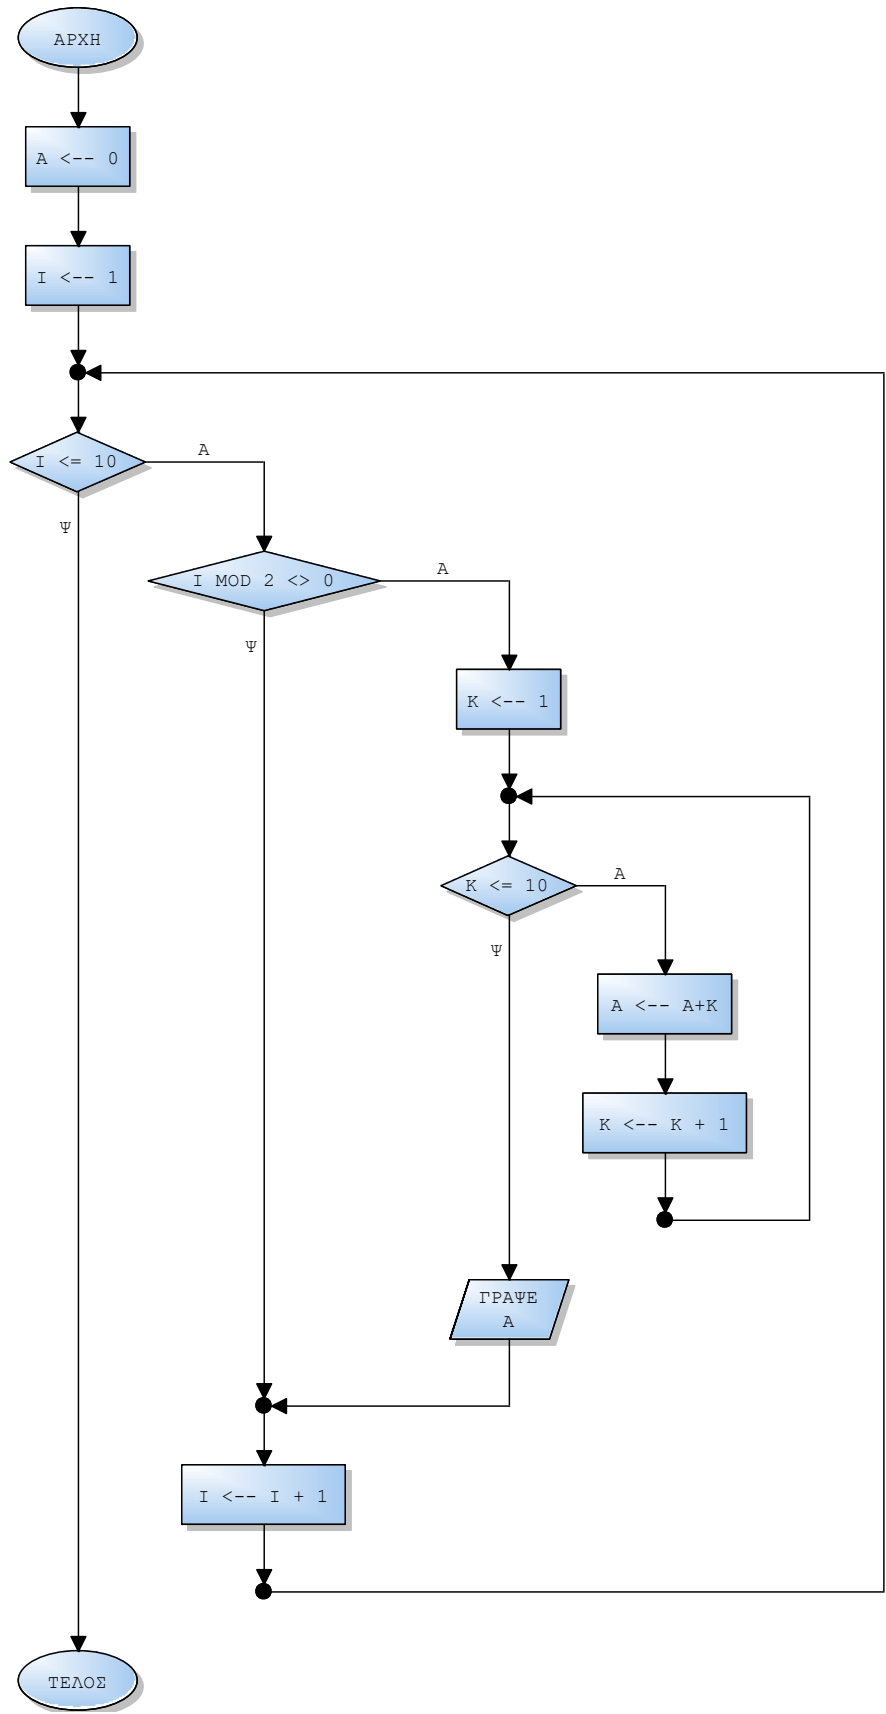 ΑΡΧΗ
Α <-- 0
Ι <-- 1
Ι <= 10
Α
Ψ
Ι MOD 2 <> 0
Α
Ψ
Κ <-- 1
Κ <= 10
Α
Ψ
Α <-- Α+Κ
Κ <-- Κ + 1
ΓΡΑΨΕ
Α
Ι <-- Ι + 1
ΤΕΛΟΣ